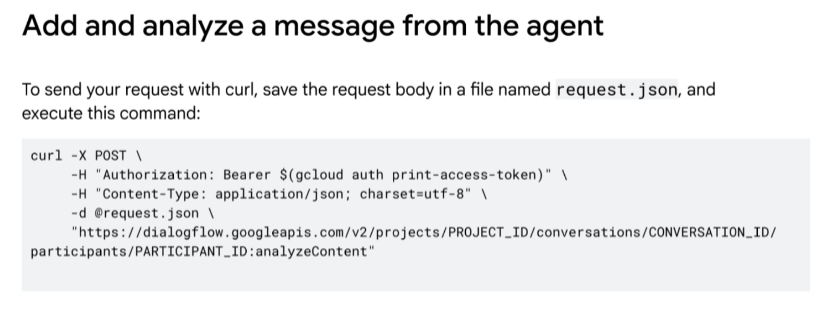 Add and analyze a message from the agent
To send your request with curl, save the request body in a file named request.json, and
execute this command:
curl -X POST \
-H "Authorization: Bearer $(gcloud auth print-access-token)" \
-H "Content-Type: application/json; charset=utf-8" \
-d @request.json \
"https://dialogflow.googleapis.com/v2/projects/PROJECT_ID/conversations/CONVERSATION_ID/
participants/PARTICIPANT_ID:analyzeContent"